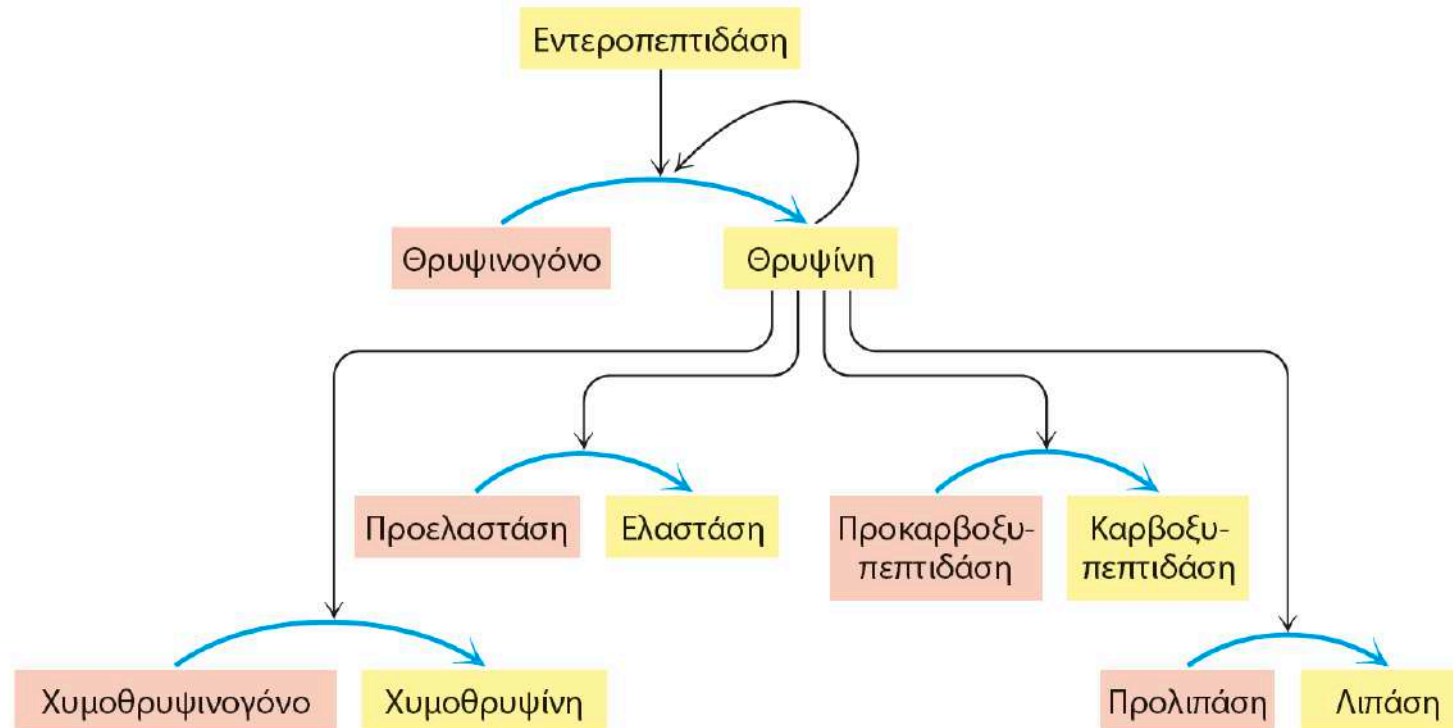 Εντεροπεπτιδάση
Θρυψινογόνο
Θρυψίνη
Προελαστάση
Ελαστάση
Προκαρβοξυ-
πεπτιδάση
Καρβοξυ-
πεπτιδάση
Χυμοθρυψινογόνο
Χυμοθρυψίνη
Προλιπάση
Λιπάση